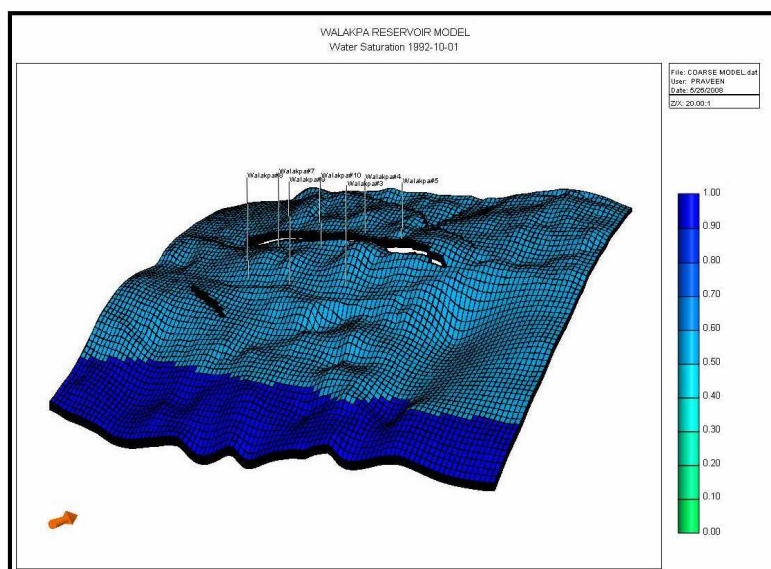 WALAKPA RESERVOIR MODEL
Water Saturation 1992-10-01
File: COARSE MODEL.dat
User: PRAVEEN
Date: 5/26/2008
Z/X: 20.00:1
Walakpa#7
Walakpa#8
Walakpa#10
Walakpa#4
Walakpa#3
Walakpa#5
1.00
0.90
0.80
0.70
0.60
0.50
0.40
0.30
0.20
0.10
0.00